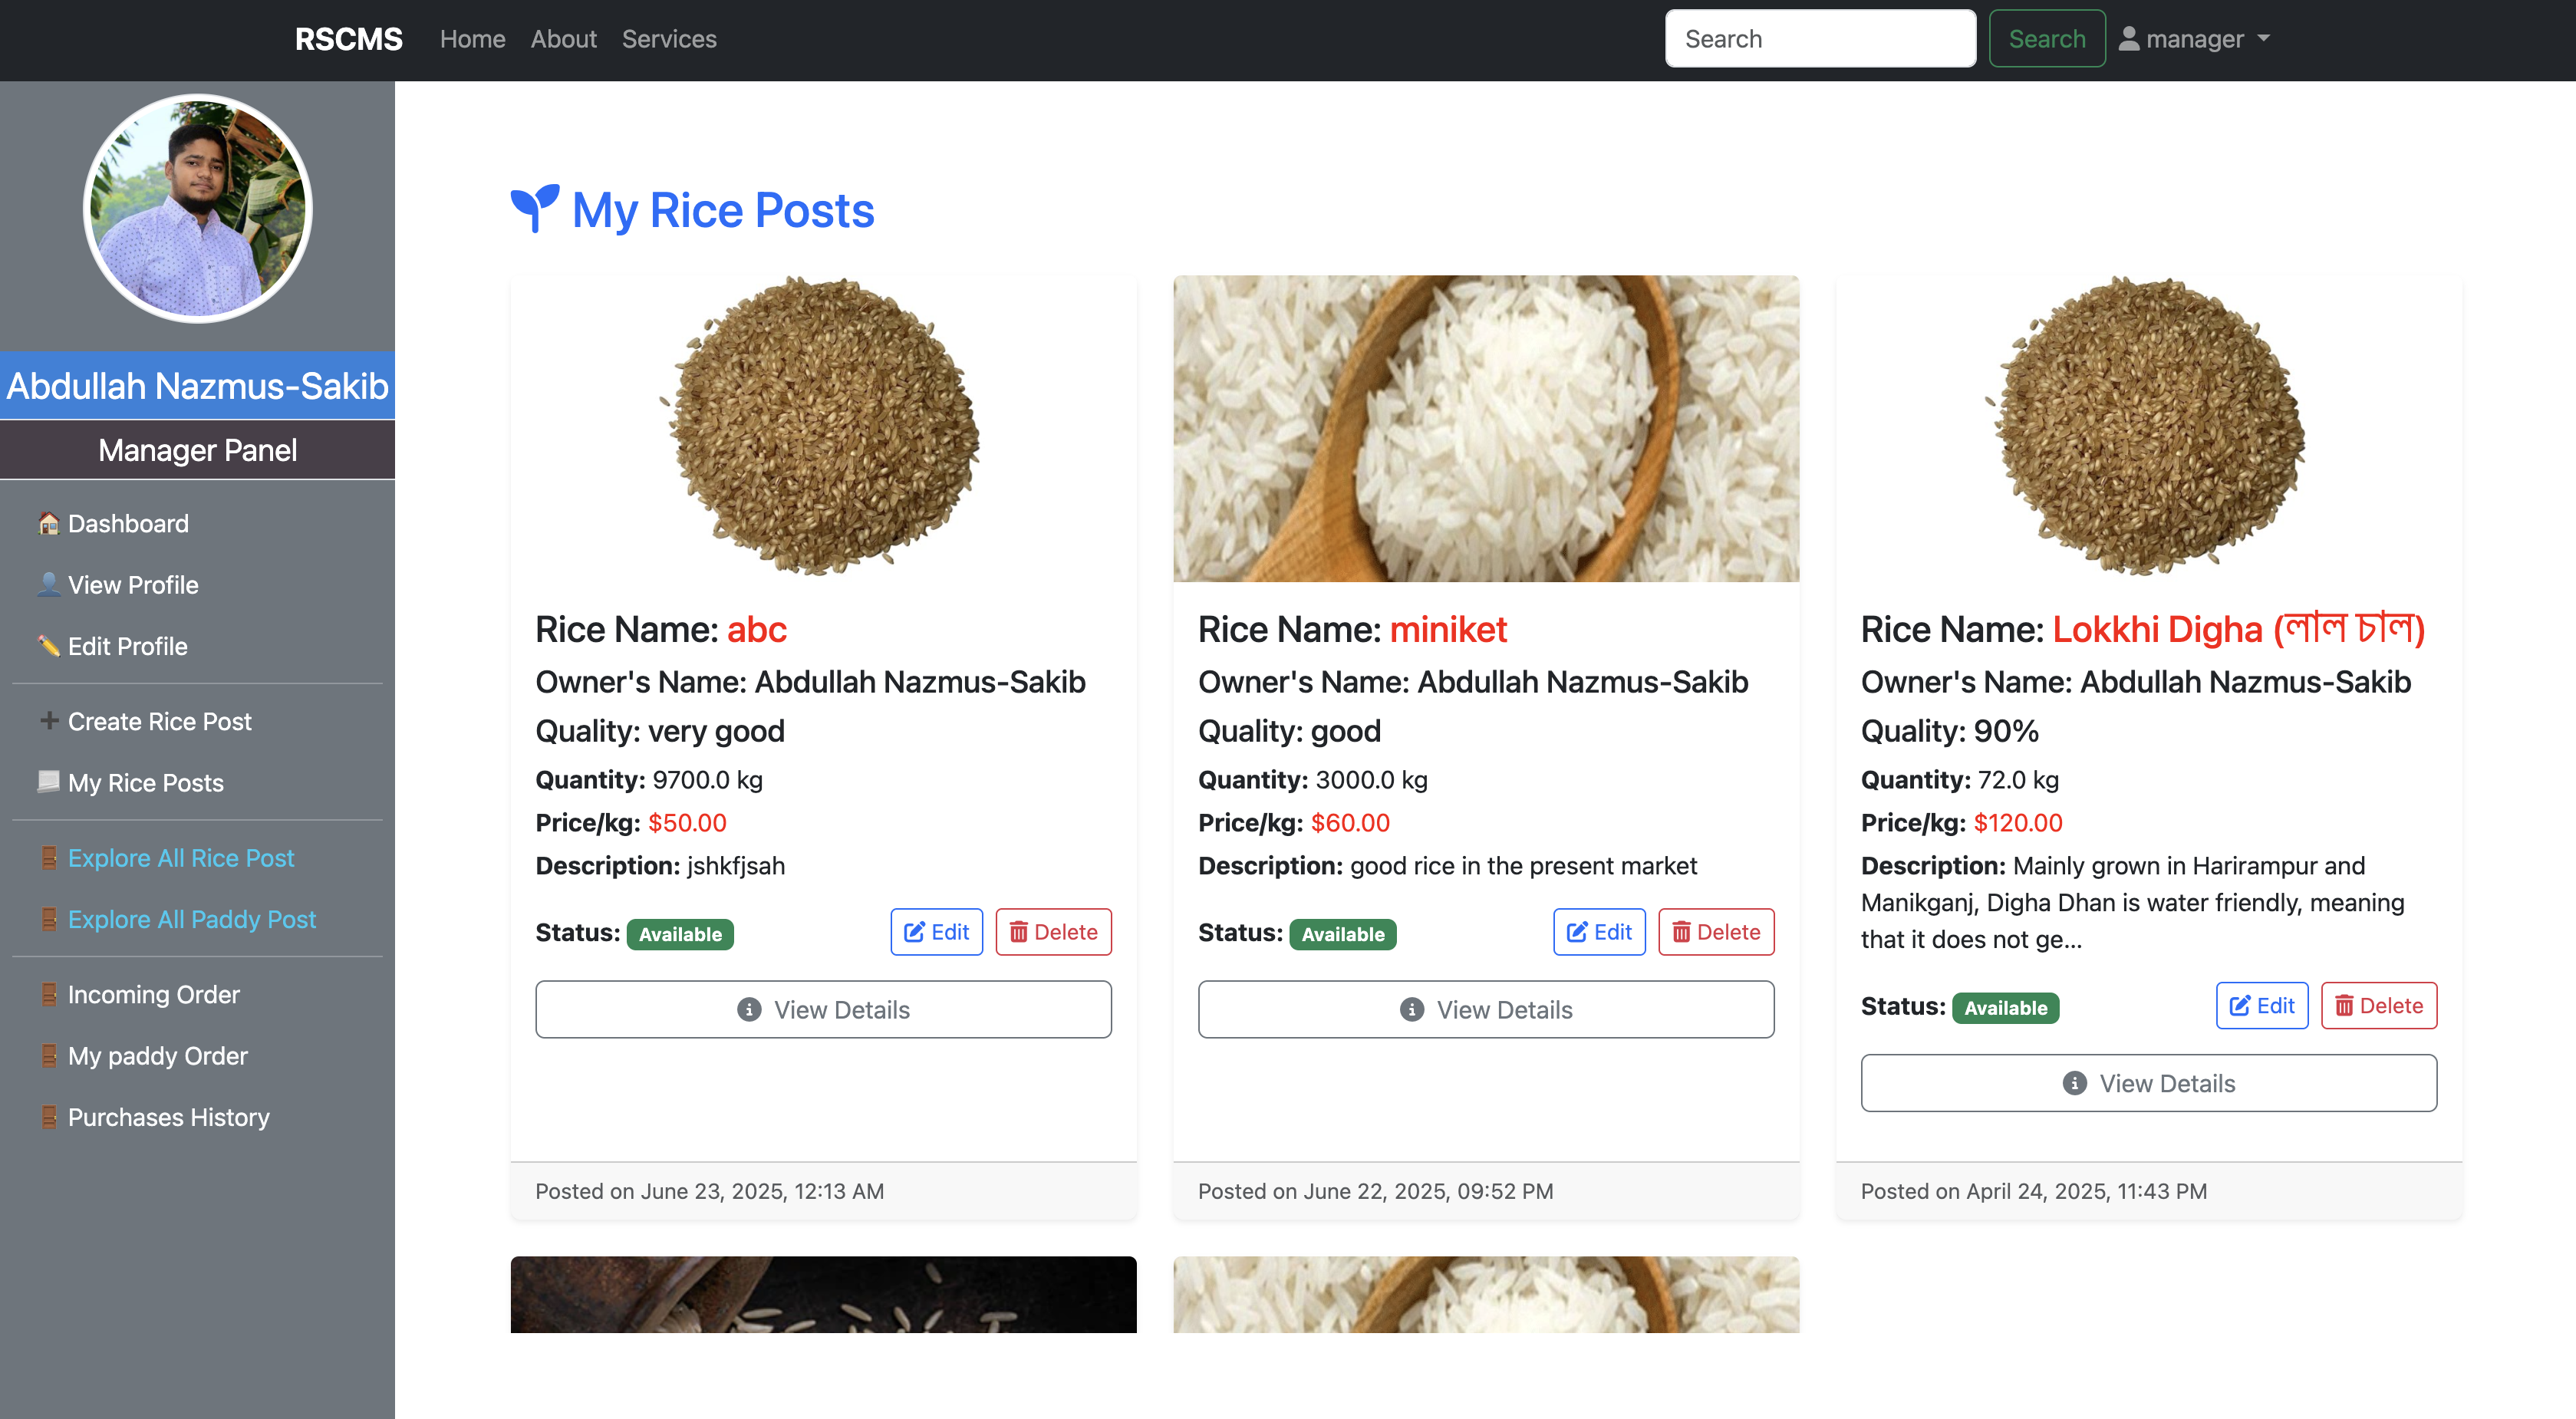 RSCMS Home About Services Search Search manager
Abdullah Nazmus-Sakib
Manager Panel
Dashboard
View Profile
Edit Profile
Create Rice Post
My Rice Posts
Explore All Rice Post
Explore All Paddy Post
Incoming Order
My paddy Order
Purchases History
My Rice Posts
Rice Name: abc
Owner's Name: Abdullah Nazmus-Sakib
Quality: very good
Quantity: 9700.0 kg
Price/kg: $50.00
Description: jshkfjsah
Status: Available Edit Delete
View Details
Posted on June 23, 2025, 12:13 AM
Rice Name: miniket
Owner's Name: Abdullah Nazmus-Sakib
Quality: good
Quantity: 3000.0 kg
Price/kg: $60.00
Description: good rice in the present market
Status: Available Edit Delete
View Details
Posted on June 22, 2025, 09:52 PM
Rice Name: Lokkhi Digha (লাল চাল)
Owner's Name: Abdullah Nazmus-Sakib
Quality: 90%
Quantity: 72.0 kg
Price/kg: $120.00
Description: Mainly grown in Harirampur and
Manikganj, Digha Dhan is water friendly, meaning
that it does not ge...
Status: Available Edit Delete
View Details
Posted on April 24, 2025, 11:43 PM